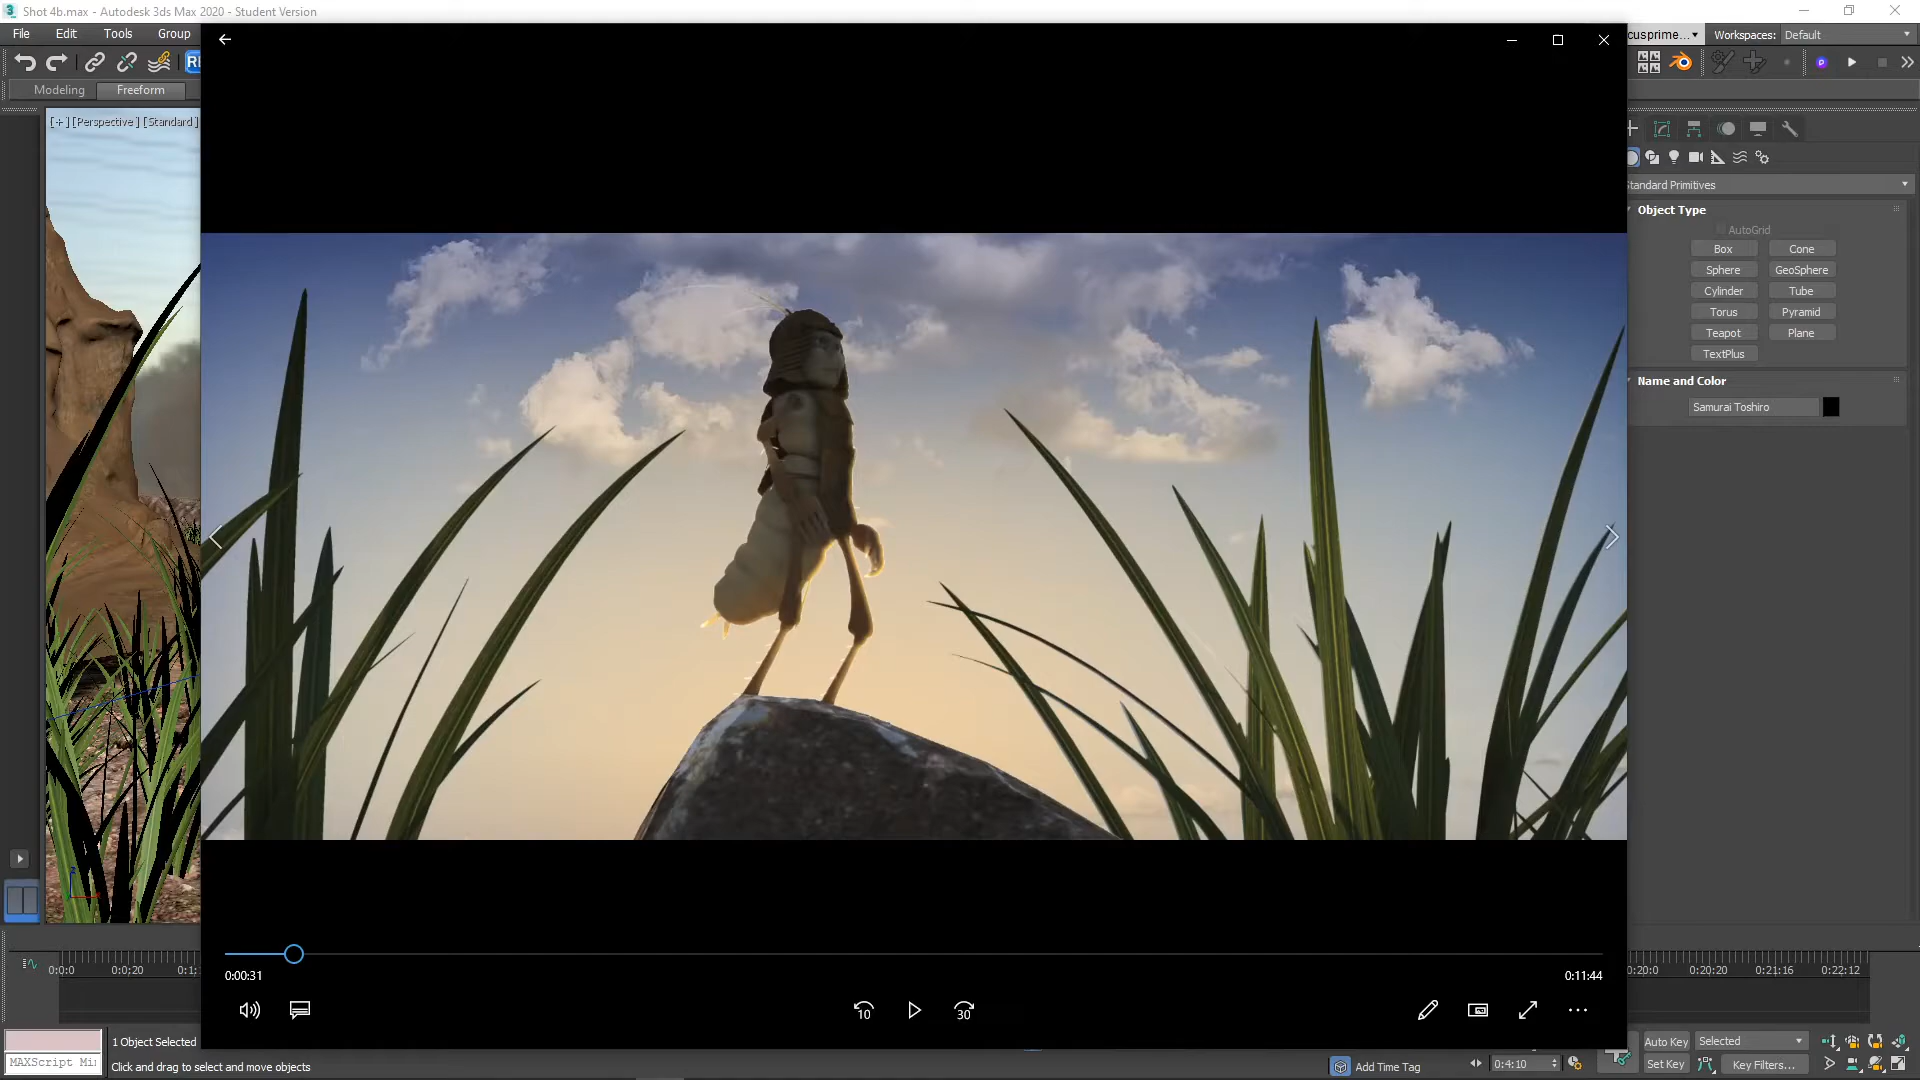 Shot 4b.max - Autodesk 3ds Max 2020 - Student Version
File Edit Tools Group
Workspaces: Default
Modeling Freeform
[+] [Perspective] [Standard]
Standard Primitives
Object Type
AutoGrid
Box Cone
Sphere GeoSphere
Cylinder Tube
Torus Pyramid
Teapot Plane
TextPlus
Name and Color
Samurai Toshiro
0:0:0 0:0;20
0:20:0 0:20;20 0:21;16 0:22;12
0:00:31 0:11:44
10 30
1 Object Selected
Auto Key Selected
MAXScript Mi
Click and drag to select and move objects
Add Time Tag 0:4:10 Set Key Key Filters...